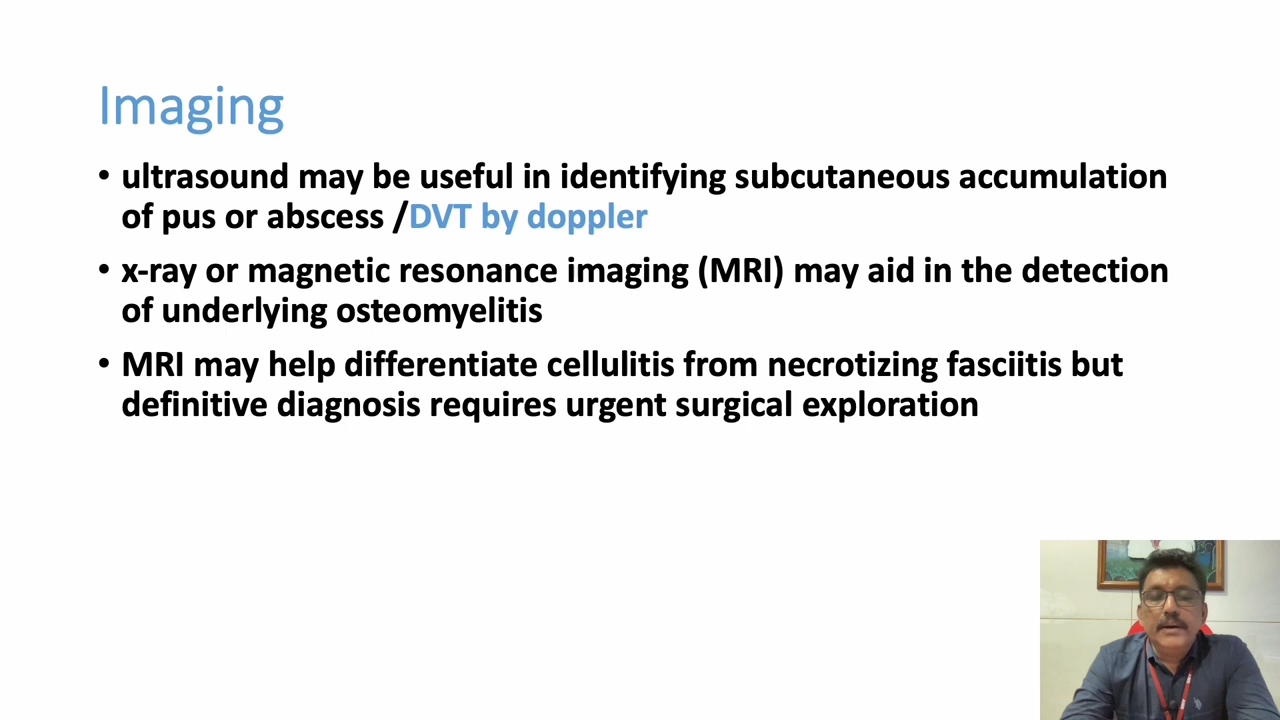 Imaging
• ultrasound may be useful in identifying subcutaneous accumulation
of pus or abscess /DVT by doppler
• x-ray or magnetic resonance imaging (MRI) may aid in the detection
of underlying osteomyelitis
• MRI may help differentiate cellulitis from necrotizing fasciitis but
definitive diagnosis requires urgent surgical exploration